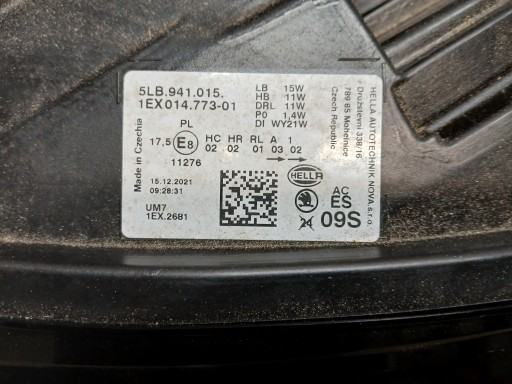 5LB.941.015.
1EX014.773-01
LB 15W
HB 11W
DRL 11W
P0 1,4W
DI WY21W
PL
17,5 E8 HC HR RL A 1
02 02 01 03 02
11276
15.12.2021
09:28:31
UM7
1EX.2681
Made in Czechia
HELLA
AC
ES
24 09S
HELLA AUTOTECHNIK NOVA,s.r.o.
Družstevní 338/16
789 85 Mohelnice
Czech Republic